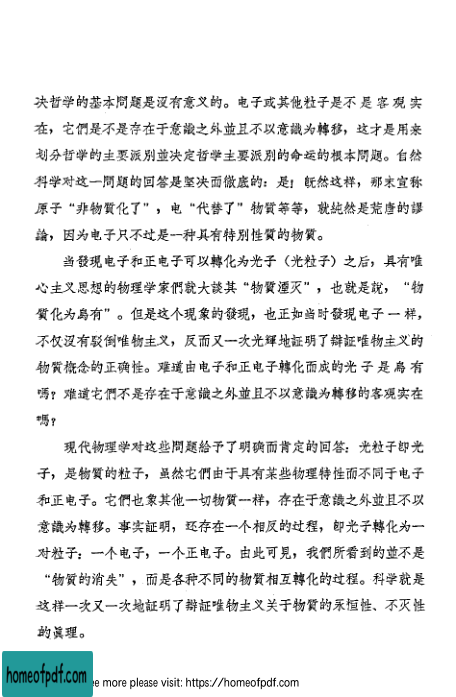 决哲学的基本問題是沒有意义的。电子或其他粒子是不是客观实
在，它們是不是存在于意識之外並且不以意識为轉移，这才是用来
划分哲学的主要派別並决定哲学主要派別的命运的根本問題。自然
科学对这一問題的回答是坚决而徹底的：是！旣然这样，那末宣称
原子“非物質化了”，电“代替了”物質等等，就純然是荒唐的謬
論，因为电子只不过是一种具有特別性質的物質。
当發現电子和正电子可以轉化为光子（光粒子）之后，具有唯
心主义思想的物理学家們就大談其“物質湮灭”，也就是說，“物
質化为烏有”。但是这个現象的發現，也正如当时發現电子一样，
不仅沒有駁倒唯物主义，反而又一次光輝地証明了辯証唯物主义的
物質概念的正确性。难道由电子和正电子轉化而成的光子是烏有
嗎？难道它們不是存在于意識之外並且不以意識为轉移的客观实在
嗎？
現代物理学对这些問題給予了明确而肯定的回答：光粒子卽光
子，是物質的粒子，虽然它們由于具有某些物理特性而不同于电子
和正电子。它們也象其他一切物質一样，存在于意識之外並且不以
意識为轉移。事实証明，还存在一个相反的过程，卽光子轉化为一
对粒子：一个电子，一个正电子。由此可見，我們所看到的並不是
“物質的消失”，而是各种不同的物質相互轉化的过程。科学就是
这样一次又一次地証明了辯証唯物主义关于物質的永恒性、不灭性
的眞理。
homeofpdf.com
ee more please visit: https://homeofpdf.com